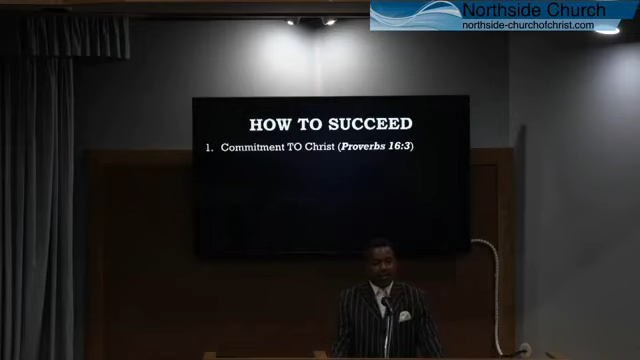 Northside Church
northside-churchofchrist.com
HOW TO SUCCEED
1. Commitment TO Christ (Proverbs 16:3)